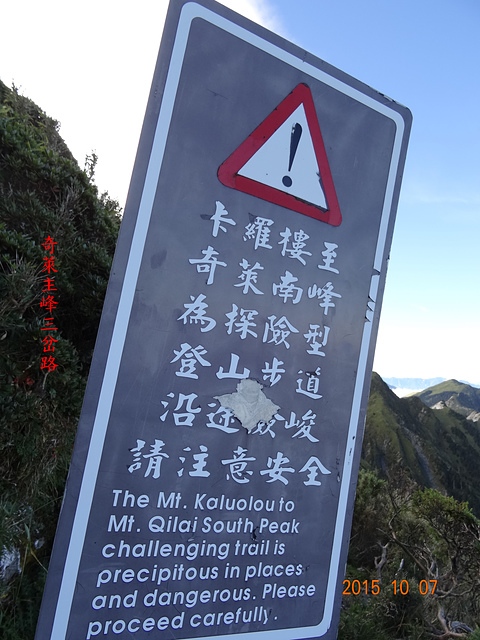 卡羅樓至
奇萊南峰
為探險型
登山步道
沿途 峻
請注意安全
The Mt. Kaluolou to
Mt. Qilai South Peak
challenging trail is
precipitous in places
and dangerous. Please
proceed carefully.
奇萊主峰三岔路
2015 10 07